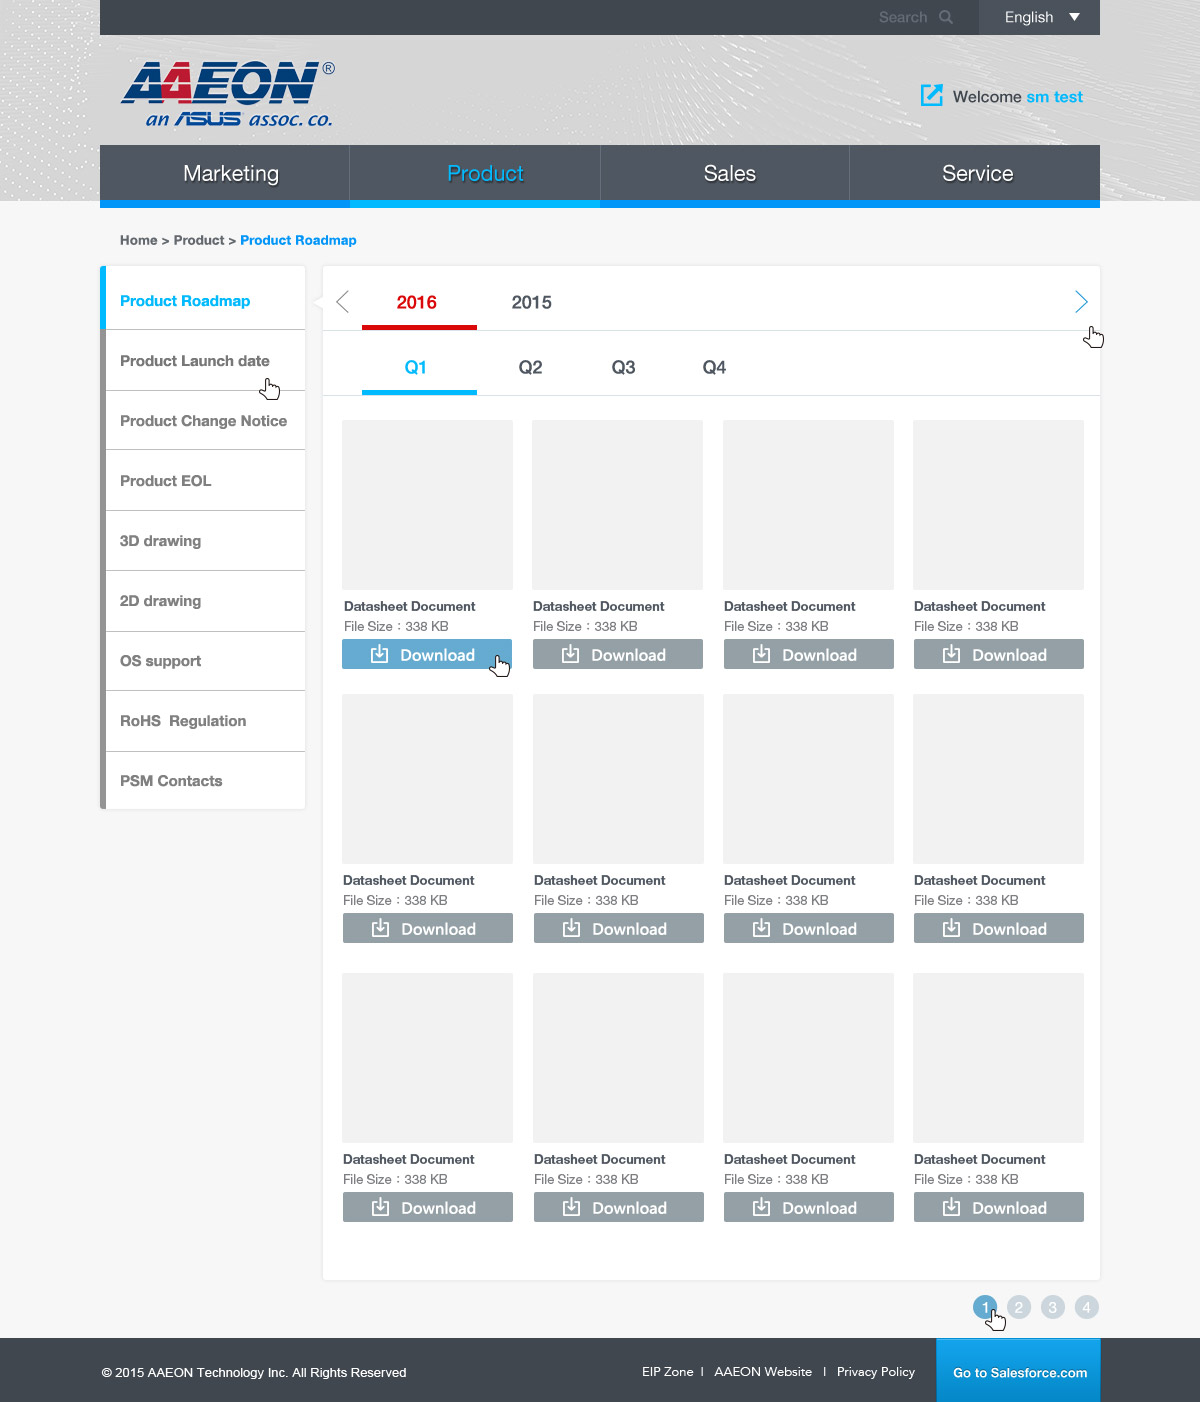 Search
English
AAEON®
an ASUS assoc. co.
Welcome sm test
Marketing Product Sales Service
Home > Product > Product Roadmap
Product Roadmap
Product Launch date
Product Change Notice
Product EOL
3D drawing
2D drawing
OS support
RoHS Regulation
PSM Contacts
2016 2015
Q1 Q2 Q3 Q4
Datasheet Document Datasheet Document Datasheet Document Datasheet Document
File Size：338 KB File Size：338 KB File Size：338 KB File Size：338 KB
Download Download Download Download
Datasheet Document Datasheet Document Datasheet Document Datasheet Document
File Size：338 KB File Size：338 KB File Size：338 KB File Size：338 KB
Download Download Download Download
Datasheet Document Datasheet Document Datasheet Document Datasheet Document
File Size：338 KB File Size：338 KB File Size：338 KB File Size：338 KB
Download Download Download Download
1 2 3 4
© 2015 AAEON Technology Inc. All Rights Reserved
EIP Zone | AAEON Website | Privacy Policy
Go to Salesforce.com